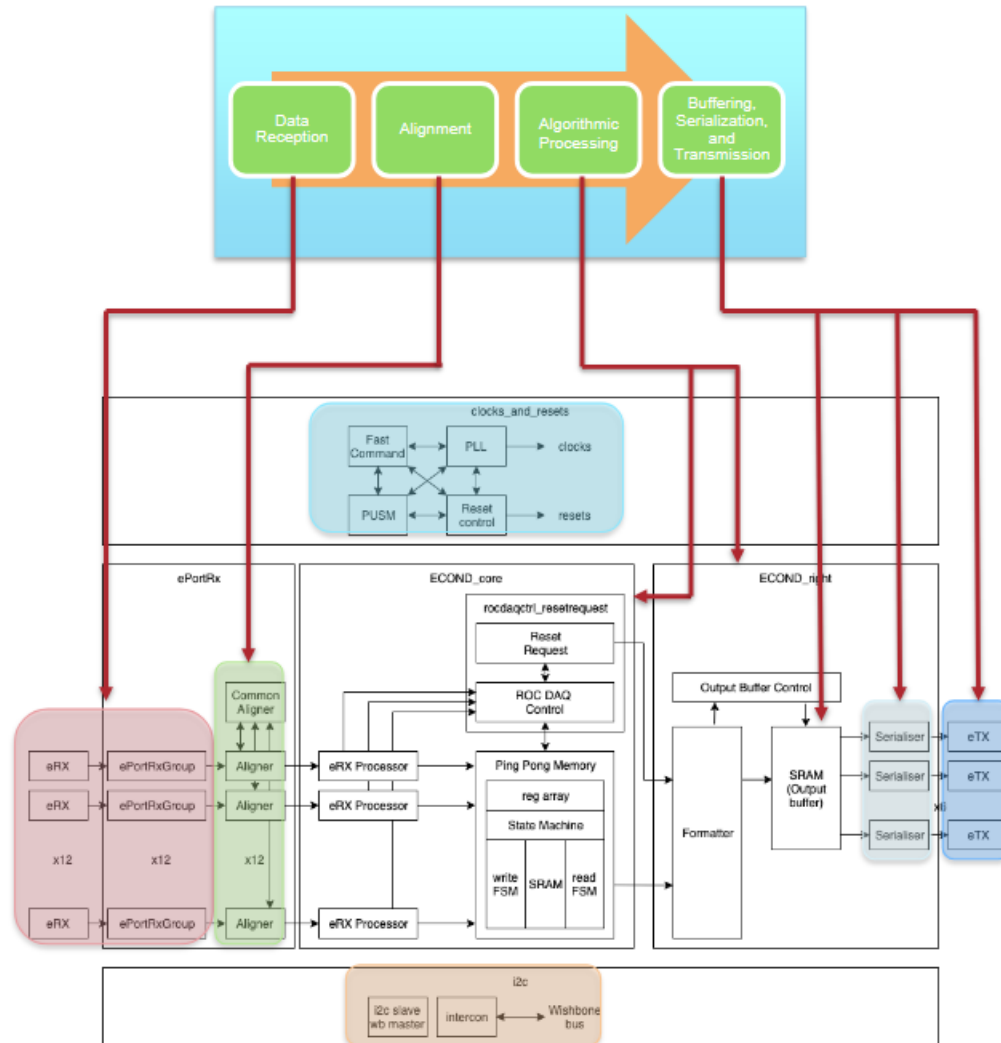 Data
Reception
Alignment
Algorithmic
Processing
Buffering,
Serialization,
and
Transmission
clocks_and_resets
Fast
Command
PLL
clocks
PUSM
Reset
control
resets
ePortRx
ECOND_core
ECOND_right
rocdaqctrl_resetrequest
Reset
Request
Common
Aligner
ROC DAQ
Control
Output Buffer Control
eRX
ePortRxGroup
Aligner
eRX Processor
Ping Pong Memory
Serialiser
eTX
eRX
ePortRxGroup
Aligner
eRX Processor
reg array
State Machine
SRAM
(Output
buffer)
Serialiser
eTX
x12
x12
x12
write
FSM
SRAM
read
FSM
Formatter
x6
Serialiser
eTX
eRX
ePortRxGroup
Aligner
eRX Processor
i2c
i2c slave
wb master
intercon
Wishbone
bus